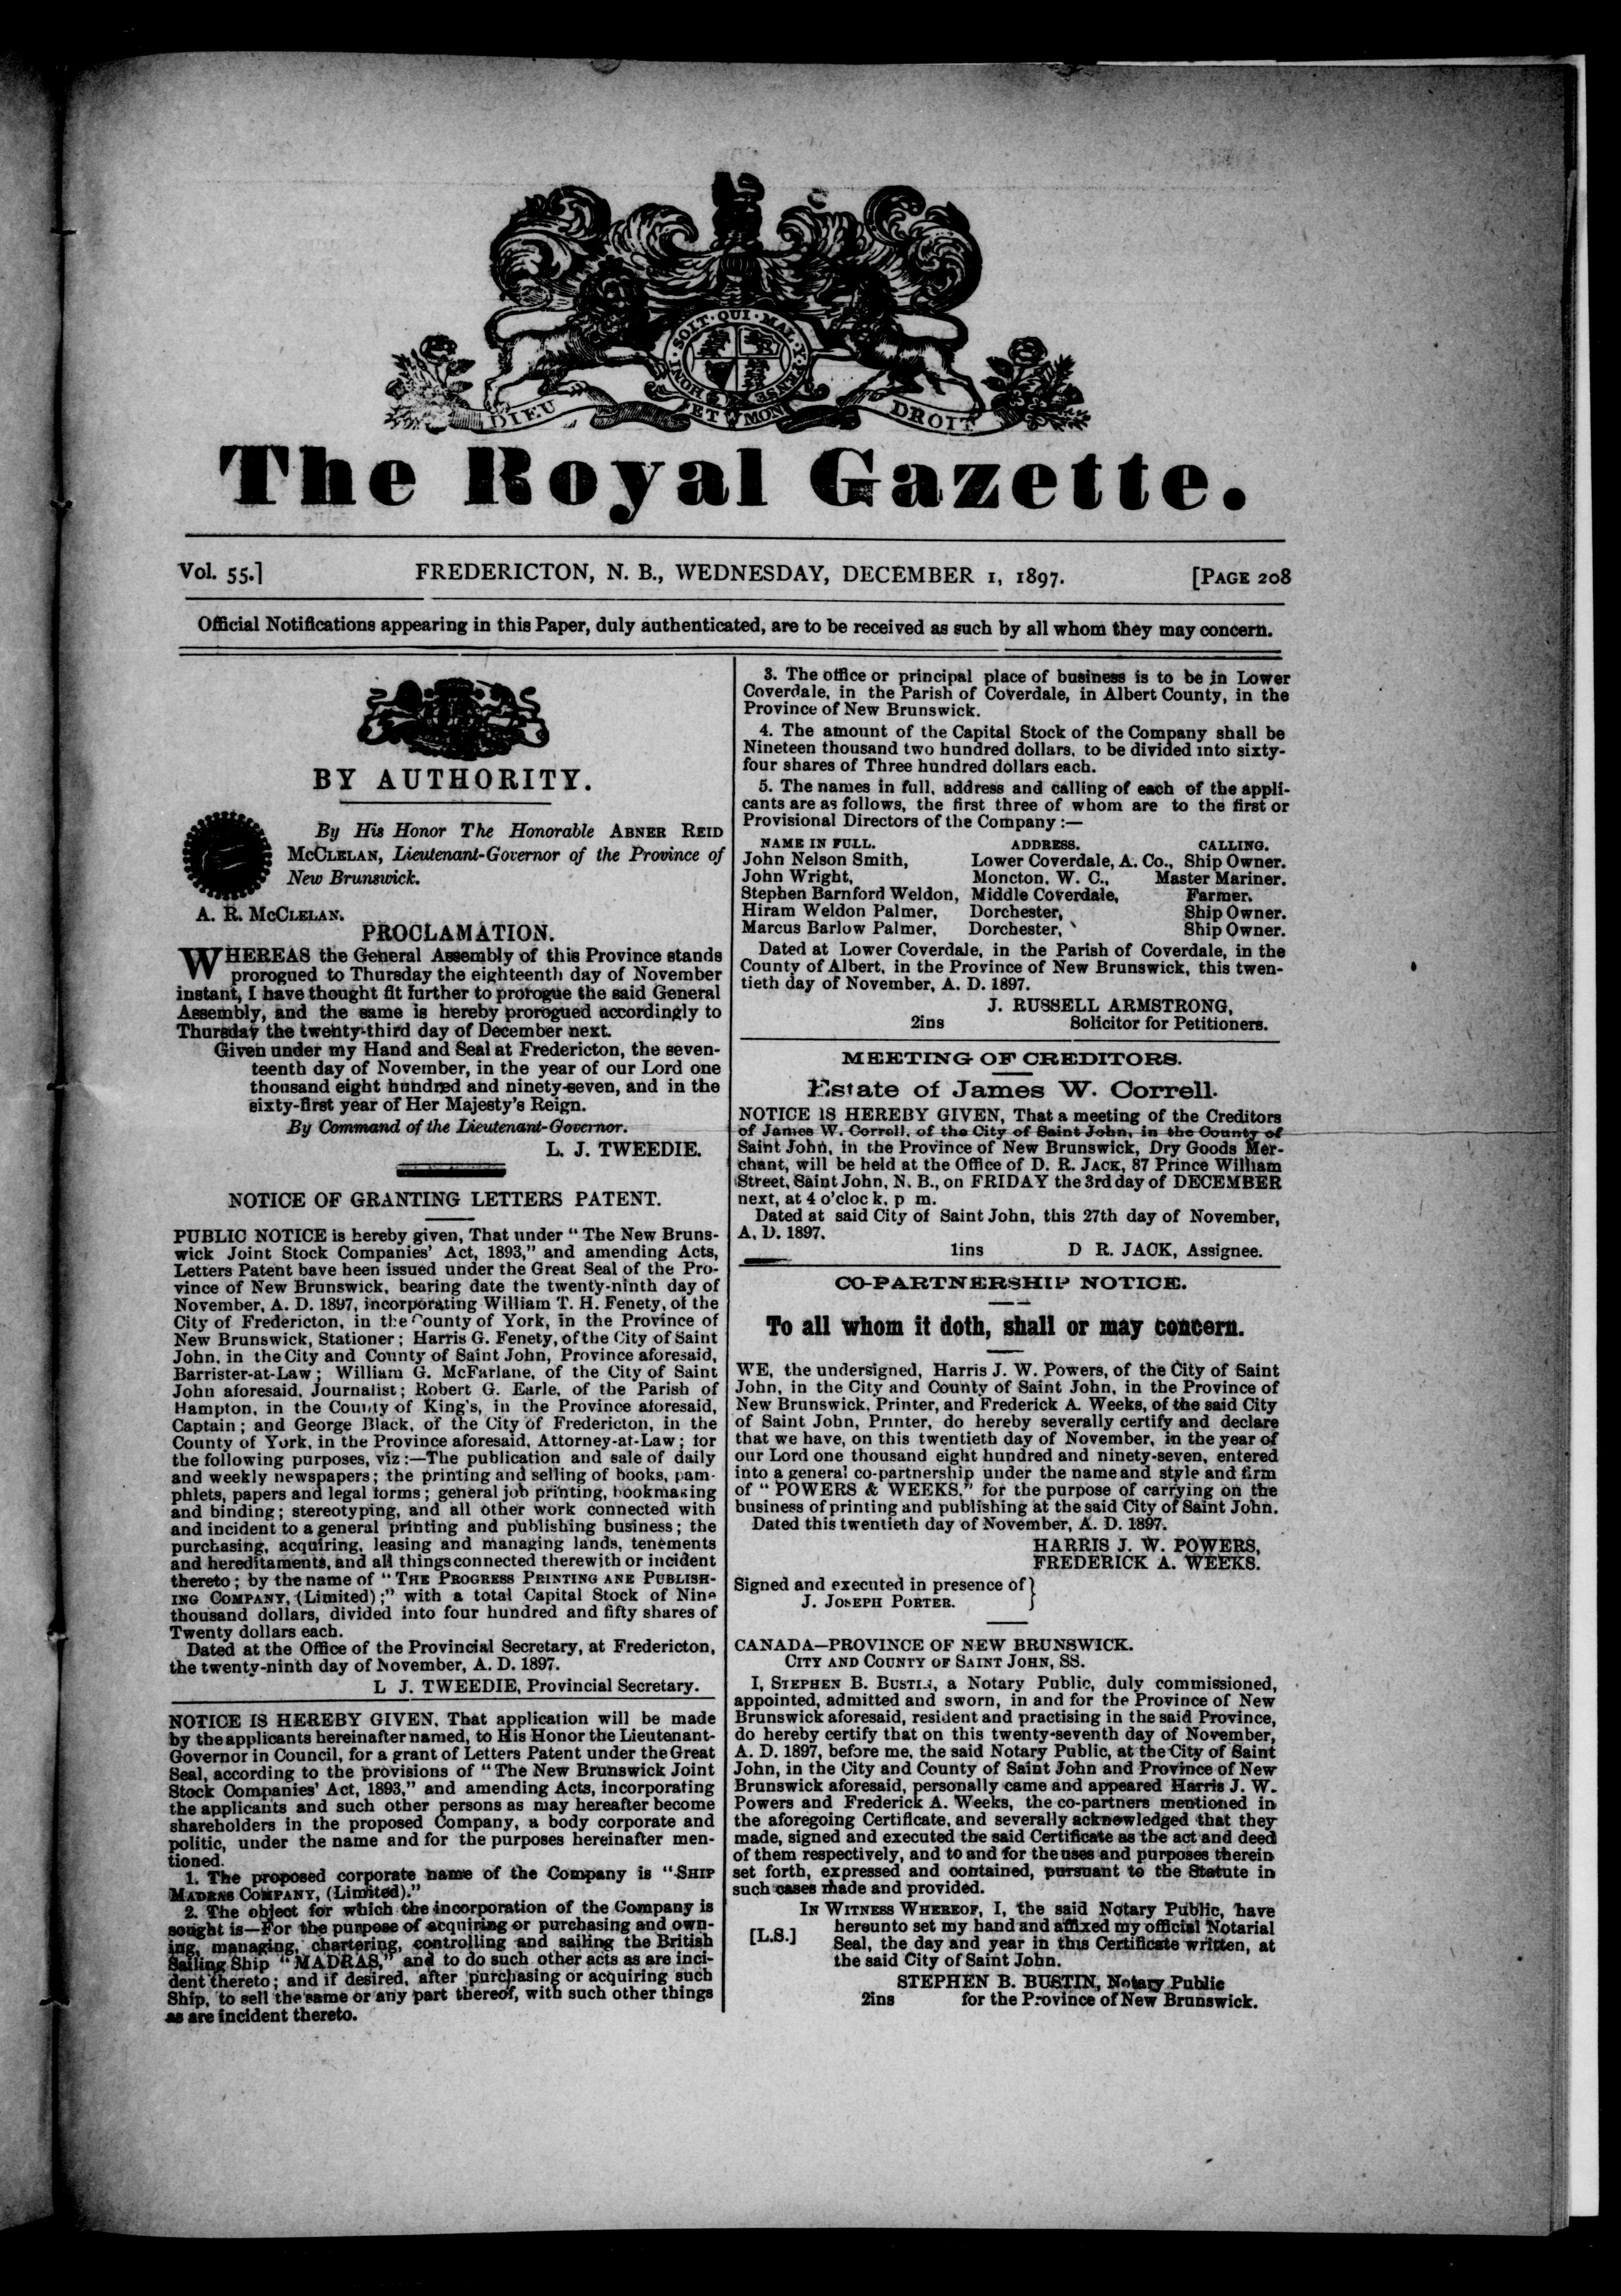 HONI · SOIT · QUI · MAL · Y · PENSE
DIEU ET MON DROIT
The Royal Gazette.
Vol. 55.] FREDERICTON, N. B., WEDNESDAY, DECEMBER 1, 1897. [PAGE 208
Official Notifications appearing in this Paper, duly authenticated, are to be received as such by all whom they may concern.
BY AUTHORITY.
By His Honor The Honorable ABNER REID
MCCLELAN, Lieutenant-Governor of the Province of
New Brunswick.
A. R. MCCLELAN.
PROCLAMATION.
WHEREAS the General Assembly of this Province stands
prorogued to Thursday the eighteenth day of November
instant, I have thought fit further to prorogue the said General
Assembly, and the same is hereby prorogued accordingly to
Thursday the twenty-third day of December next.
Given under my Hand and Seal at Fredericton, the seven-
teenth day of November, in the year of our Lord one
thousand eight hundred and ninety-seven, and in the
sixty-first year of Her Majesty's Reign.
By Command of the Lieutenant-Governor.
L. J. TWEEDIE.
NOTICE OF GRANTING LETTERS PATENT.
PUBLIC NOTICE is hereby given, That under "The New Bruns-
wick Joint Stock Companies' Act, 1893," and amending Acts,
Letters Patent have been issued under the Great Seal of the Pro-
vince of New Brunswick, bearing date the twenty-ninth day of
November, A. D. 1897, incorporating William T. H. Fenety, of the
City of Fredericton, in the County of York, in the Province of
New Brunswick, Stationer; Harris G. Fenety, of the City of Saint
John, in the City and County of Saint John, Province aforesaid,
Barrister-at-Law; William G. McFarlane, of the City of Saint
John aforesaid, Journalist; Robert G. Earle, of the Parish of
Hampton, in the County of King's, in the Province aforesaid,
Captain; and George Black, of the City of Fredericton, in the
County of York, in the Province aforesaid, Attorney-at-Law; for
the following purposes, viz:—The publication and sale of daily
and weekly newspapers; the printing and selling of books, pam-
phlets, papers and legal forms; general job printing, bookmaking
and binding; stereotyping, and all other work connected with
and incident to a general printing and publishing business; the
purchasing, acquiring, leasing and managing lands, tenements
and hereditaments, and all things connected therewith or incident
thereto; by the name of "THE PROGRESS PRINTING ANE PUBLISH-
ING COMPANY, (Limited);" with a total Capital Stock of Nine
thousand dollars, divided into four hundred and fifty shares of
Twenty dollars each.
Dated at the Office of the Provincial Secretary, at Fredericton,
the twenty-ninth day of November, A. D. 1897.
L J. TWEEDIE, Provincial Secretary.
NOTICE IS HEREBY GIVEN, That application will be made
by the applicants hereinafter named, to His Honor the Lieutenant-
Governor in Council, for a grant of Letters Patent under the Great
Seal, according to the provisions of "The New Brunswick Joint
Stock Companies' Act, 1893," and amending Acts, incorporating
the applicants and such other persons as may hereafter become
shareholders in the proposed Company, a body corporate and
politic, under the name and for the purposes hereinafter men-
tioned.
1. The proposed corporate name of the Company is "SHIP
MADRAS COMPANY, (Limited)."
2. The object for which the incorporation of the Company is
sought is—For the purpose of acquiring or purchasing and own-
ing, managing, chartering, controlling and sailing the British
Sailing Ship "MADRAS," and to do such other acts as are inci-
dent thereto; and if desired, after purchasing or acquiring such
Ship, to sell the same or any part thereof, with such other things
as are incident thereto.
3. The office or principal place of business is to be in Lower
Coverdale, in the Parish of Coverdale, in Albert County, in the
Province of New Brunswick.
4. The amount of the Capital Stock of the Company shall be
Nineteen thousand two hundred dollars, to be divided into sixty-
four shares of Three hundred dollars each.
5. The names in full, address and calling of each of the appli-
cants are as follows, the first three of whom are to the first or
Provisional Directors of the Company:—
NAME IN FULL. ADDRESS. CALLING.
John Nelson Smith, Lower Coverdale, A. Co., Ship Owner.
John Wright, Moncton, W. C., Master Mariner.
Stephen Barnford Weldon, Middle Coverdale, Farmer.
Hiram Weldon Palmer, Dorchester, Ship Owner.
Marcus Barlow Palmer, Dorchester, Ship Owner.
Dated at Lower Coverdale, in the Parish of Coverdale, in the
County of Albert, in the Province of New Brunswick, this twen-
tieth day of November, A. D. 1897.
J. RUSSELL ARMSTRONG,
2ins Solicitor for Petitioners.
MEETING OF CREDITORS.
Estate of James W. Correll.
NOTICE IS HEREBY GIVEN, That a meeting of the Creditors
of James W. Correll, of the City of Saint John, in the County of
Saint John, in the Province of New Brunswick, Dry Goods Mer-
chant, will be held at the Office of D. R. JACK, 87 Prince William
Street, Saint John, N. B., on FRIDAY the 3rd day of DECEMBER
next, at 4 o'clock, p m.
Dated at said City of Saint John, this 27th day of November,
A. D. 1897.
1ins D R. JACK, Assignee.
CO-PARTNERSHIP NOTICE.
To all whom it doth, shall or may concern.
WE, the undersigned, Harris J. W. Powers, of the City of Saint
John, in the City and County of Saint John, in the Province of
New Brunswick, Printer, and Frederick A. Weeks, of the said City
of Saint John, Printer, do hereby severally certify and declare
that we have, on this twentieth day of November, in the year of
our Lord one thousand eight hundred and ninety-seven, entered
into a general co-partnership under the name and style and firm
of "POWERS & WEEKS," for the purpose of carrying on the
business of printing and publishing at the said City of Saint John.
Dated this twentieth day of November, A. D. 1897.
HARRIS J. W. POWERS,
FREDERICK A. WEEKS.
Signed and executed in presence of }
J. JOSEPH PORTER.
CANADA—PROVINCE OF NEW BRUNSWICK.
CITY AND COUNTY OF SAINT JOHN, SS.
I, STEPHEN B. BUSTIN, a Notary Public, duly commissioned,
appointed, admitted and sworn, in and for the Province of New
Brunswick aforesaid, resident and practising in the said Province,
do hereby certify that on this twenty-seventh day of November,
A. D. 1897, before me, the said Notary Public, at the City of Saint
John, in the City and County of Saint John and Province of New
Brunswick aforesaid, personally came and appeared Harris J. W.
Powers and Frederick A. Weeks, the co-partners mentioned in
the aforegoing Certificate, and severally acknowledged that they
made, signed and executed the said Certificate as the act and deed
of them respectively, and to and for the uses and purposes therein
set forth, expressed and contained, pursuant to the Statute in
such cases made and provided.
IN WITNESS WHEREOF, I, the said Notary Public, have
hereunto set my hand and affixed my official Notarial
[L.S.] Seal, the day and year in this Certificate written, at
the said City of Saint John.
STEPHEN B. BUSTIN, Notary Public
2ins for the Province of New Brunswick.